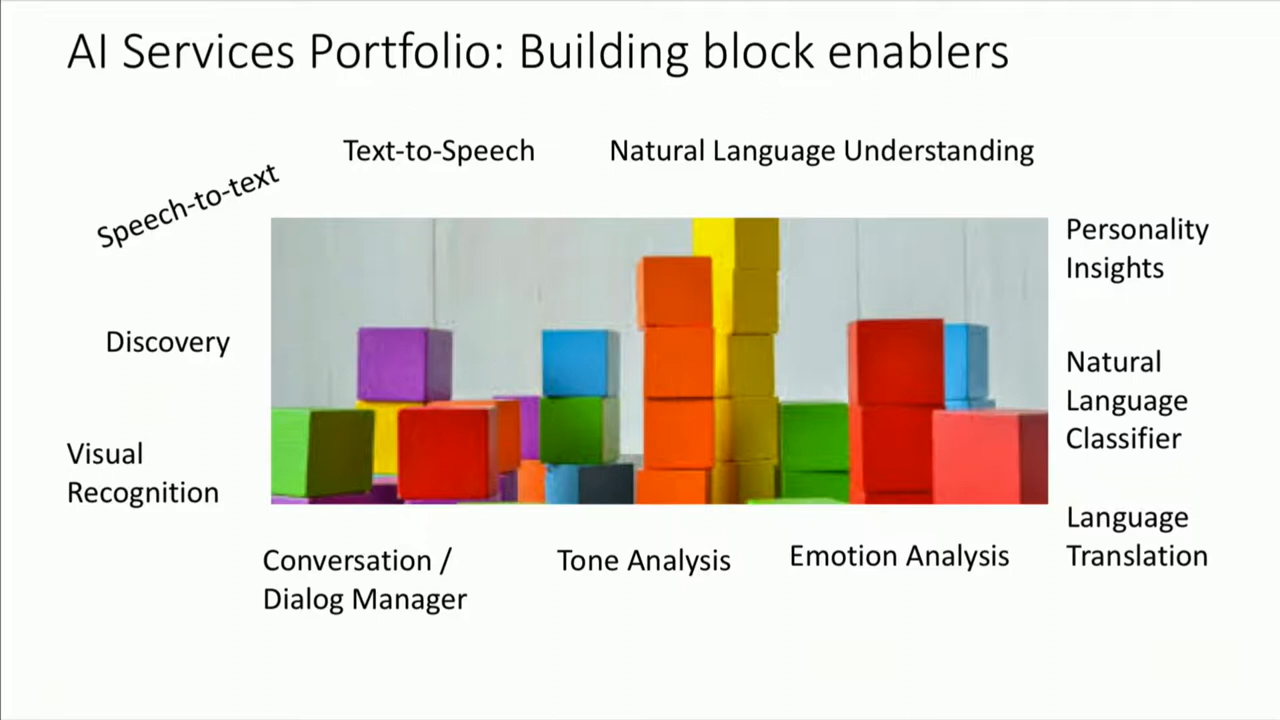 AI Services Portfolio: Building block enablers
Text-to-Speech
Natural Language Understanding
Speech-to-text
Personality
Insights
Discovery
Natural
Language
Classifier
Visual
Recognition
Language
Translation
Conversation /
Dialog Manager
Tone Analysis
Emotion Analysis